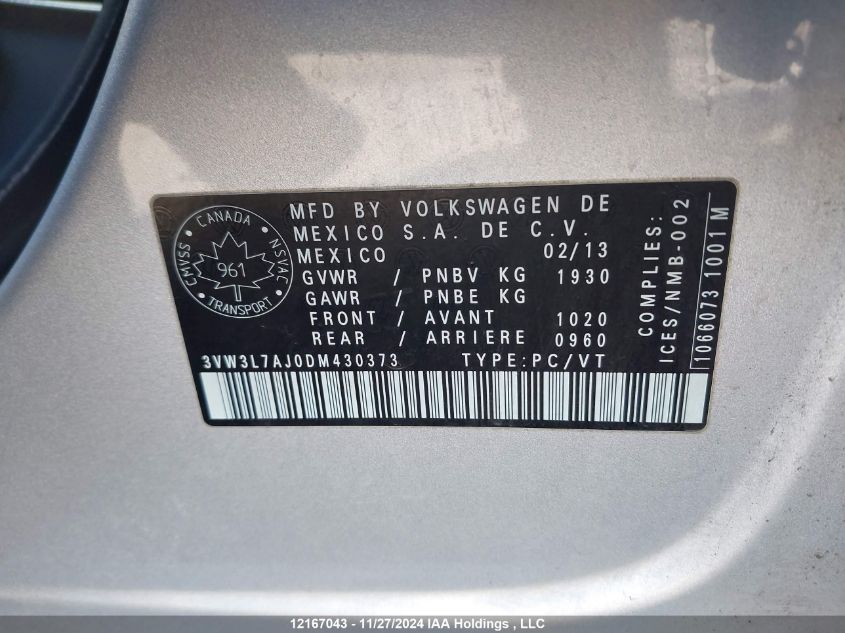 CANADA
CMVSS
NSVAC
961
TRANSPORT
MFD BY VOLKSWAGEN DE
MEXICO S.A. DE C.V.
MEXICO 02/13
GVWR / PNBV KG 1930
GAWR / PNBE KG
FRONT / AVANT 1020
REAR / ARRIERE 0960
3VW3L7AJ0DM430373 TYPE:PC/VT
COMPLIES:
ICES/NMB-002
1066073 1001 M
12167043 - 11/27/2024 IAA Holdings , LLC